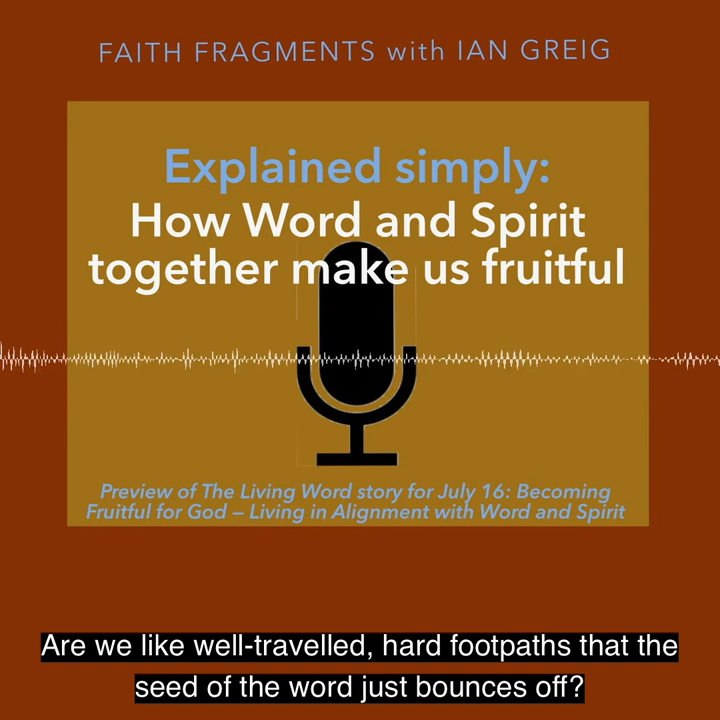 FAITH FRAGMENTS with IAN GREIG
Explained simply:
How Word and Spirit
together make us fruitful
Preview of The Living Word story for July 16: Becoming
Fruitful for God – Living in Alignment with Word and Spirit
Are we like well-travelled, hard footpaths that the
seed of the word just bounces off?